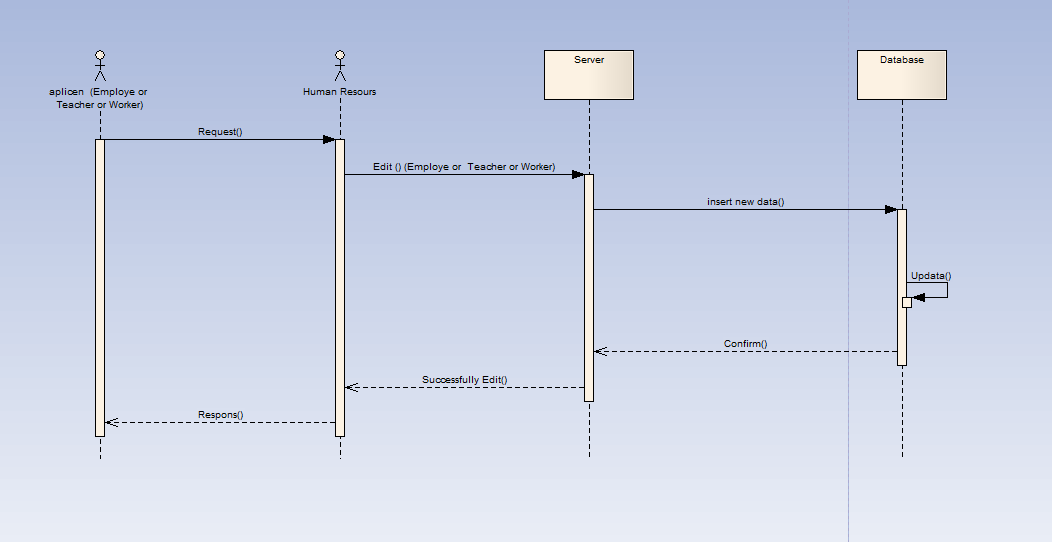 Server
Database
aplicen (Employe or
Teacher or Worker)
Human Resours
Request()
Edit () (Employe or Teacher or Worker)
insert new data()
Updata()
Confirm()
Successfully Edit()
Respons()